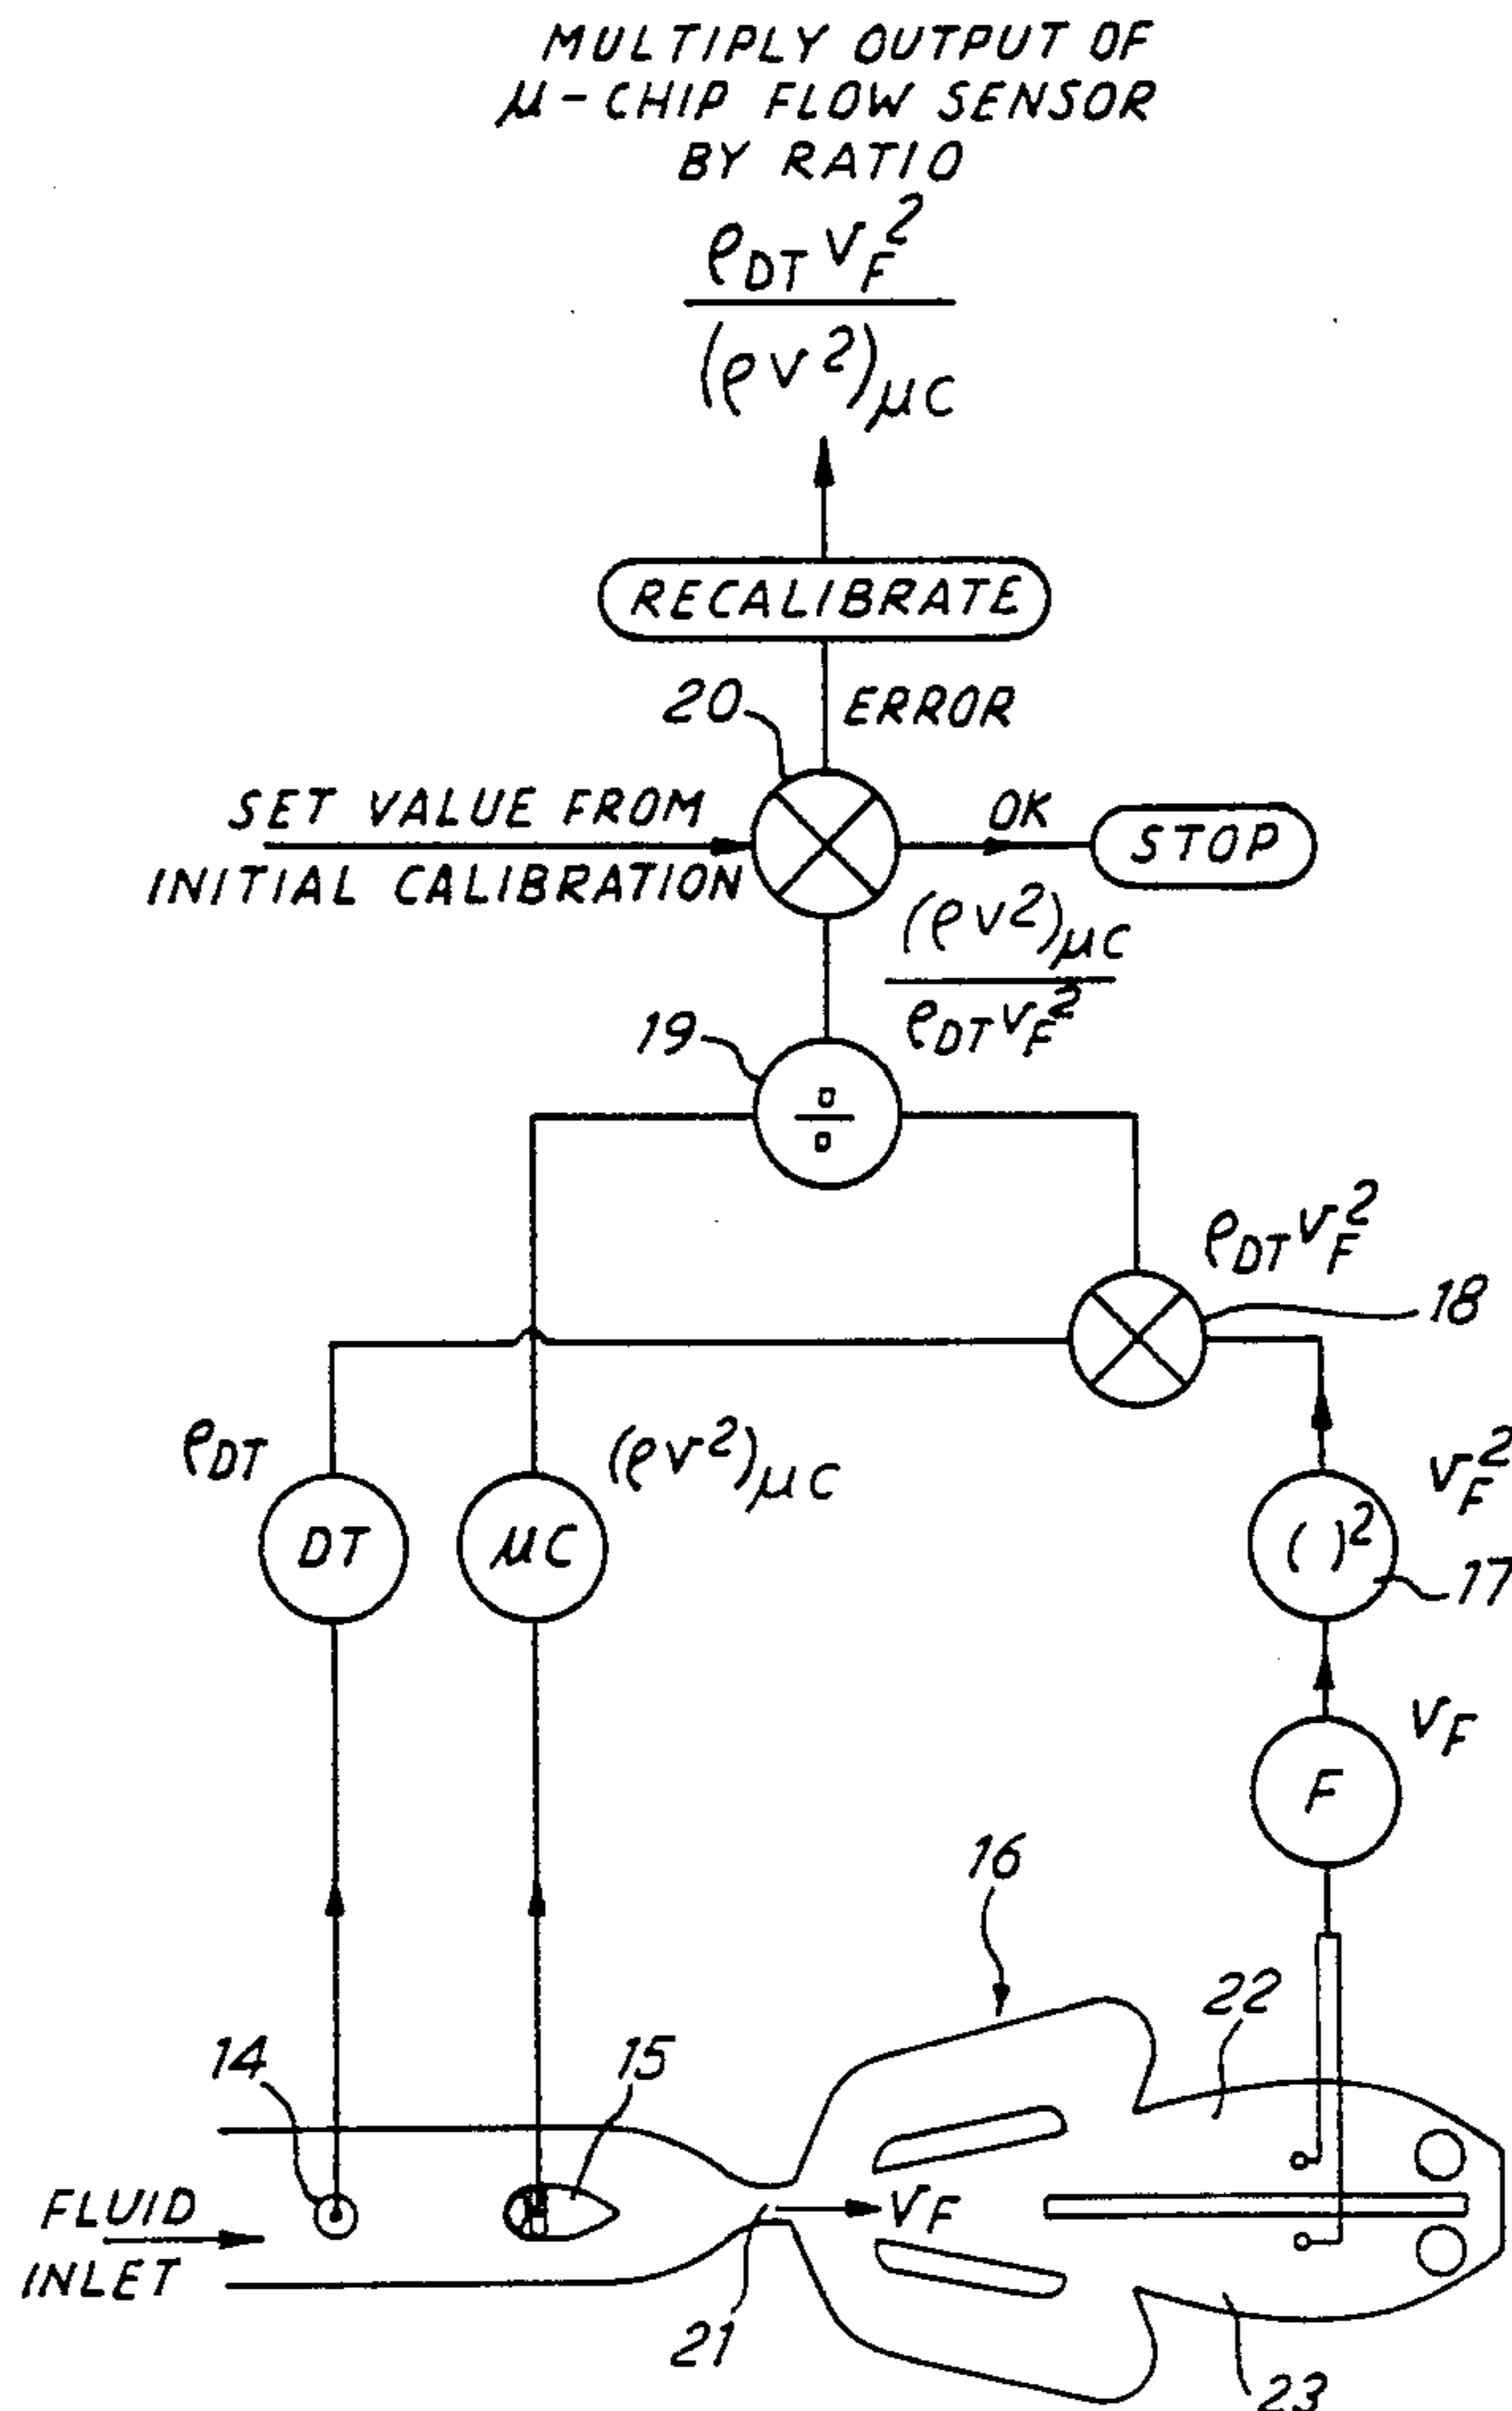 MULTIPLY OUTPUT OF
μ-CHIP FLOW SENSOR
BY RATIO
ρDT VF²
(ρV²)μC
RECALIBRATE
20
ERROR
SET VALUE FROM
INITIAL CALIBRATION
OK
STOP
(ρV²)μC
ρDT VF²
19
÷
ρDT VF²
18
ρDT
(ρV²)μC
VF²
DT
μC
( )²
17
VF
F
16
22
14
15
FLUID
INLET
VF
21
23